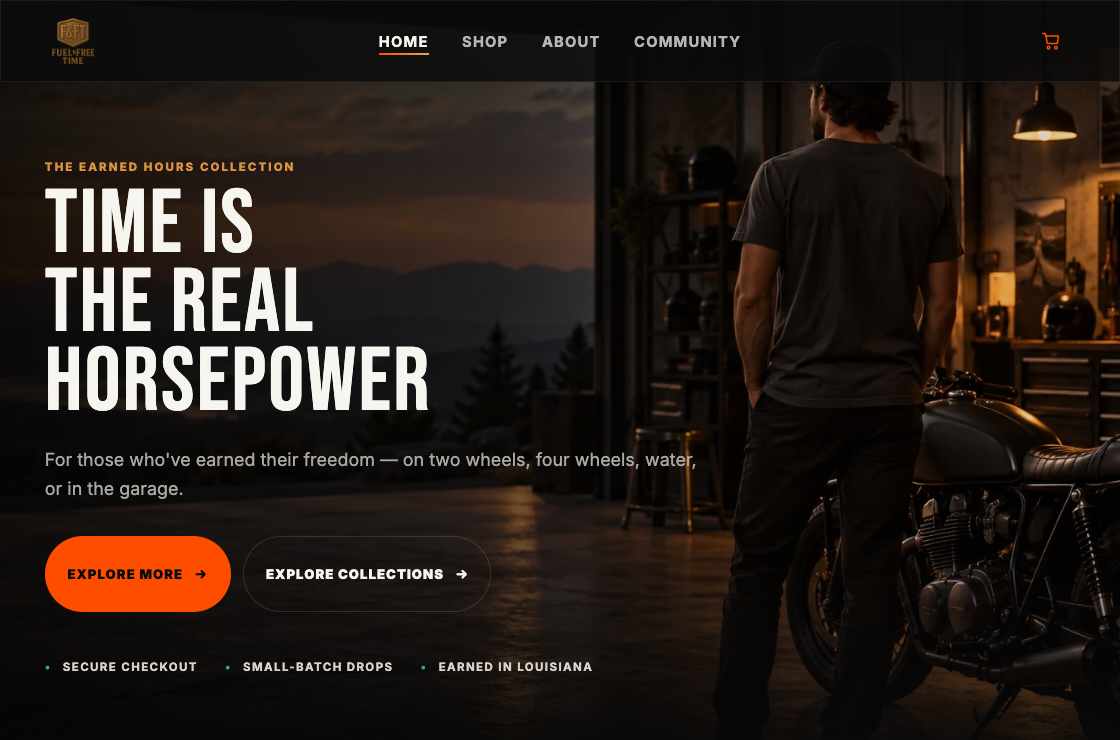 F&FT
FUEL & FREE
TIME
HOME
SHOP
ABOUT
COMMUNITY
THE EARNED HOURS COLLECTION
TIME IS
THE REAL
HORSEPOWER
For those who've earned their freedom — on two wheels, four wheels, water,
or in the garage.
EXPLORE MORE →
EXPLORE COLLECTIONS →
• SECURE CHECKOUT
• SMALL-BATCH DROPS
• EARNED IN LOUISIANA